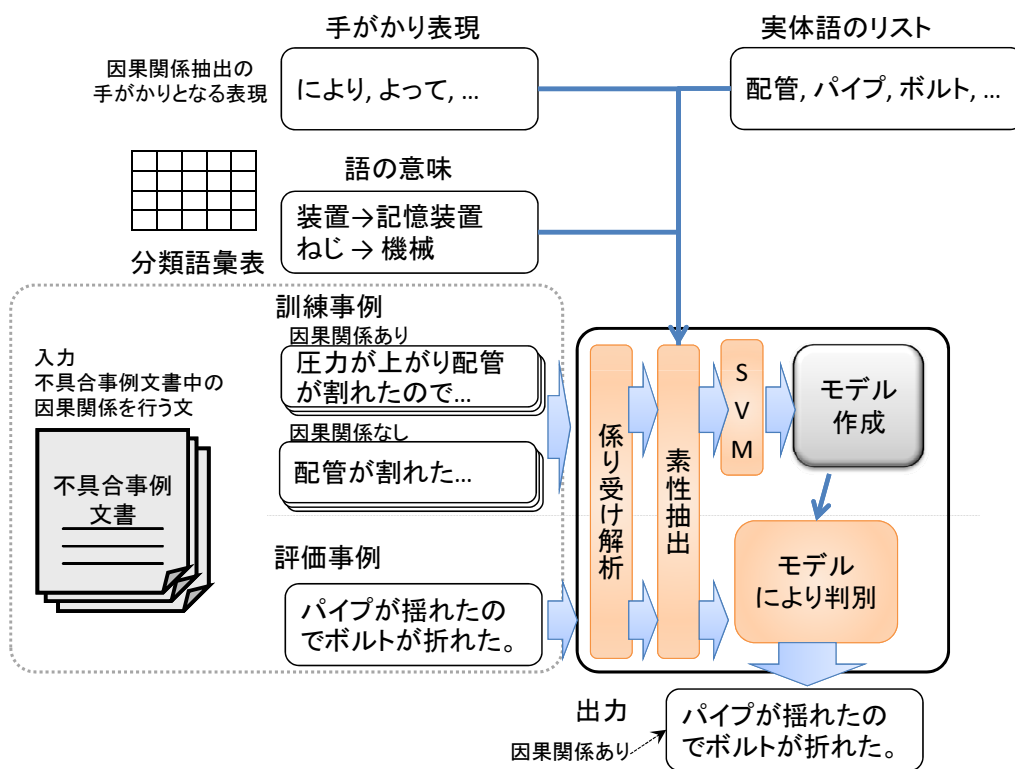 手がかり表現
実体語のリスト
因果関係抽出の
手がかりとなる表現
により, よって, ...
配管, パイプ, ボルト, ...
語の意味
装置→記憶装置
ねじ → 機械
分類語彙表
訓練事例
因果関係あり
圧力が上がり配管
が割れたので...
因果関係なし
配管が割れた...
入力
不具合事例文書中の
因果関係を行う文
不具合事例
文書
評価事例
パイプが揺れたの
でボルトが折れた。
係り受け解析
素性抽出
SVM
モデル
作成
モデル
により判別
出力
因果関係あり
パイプが揺れたの
でボルトが折れた。